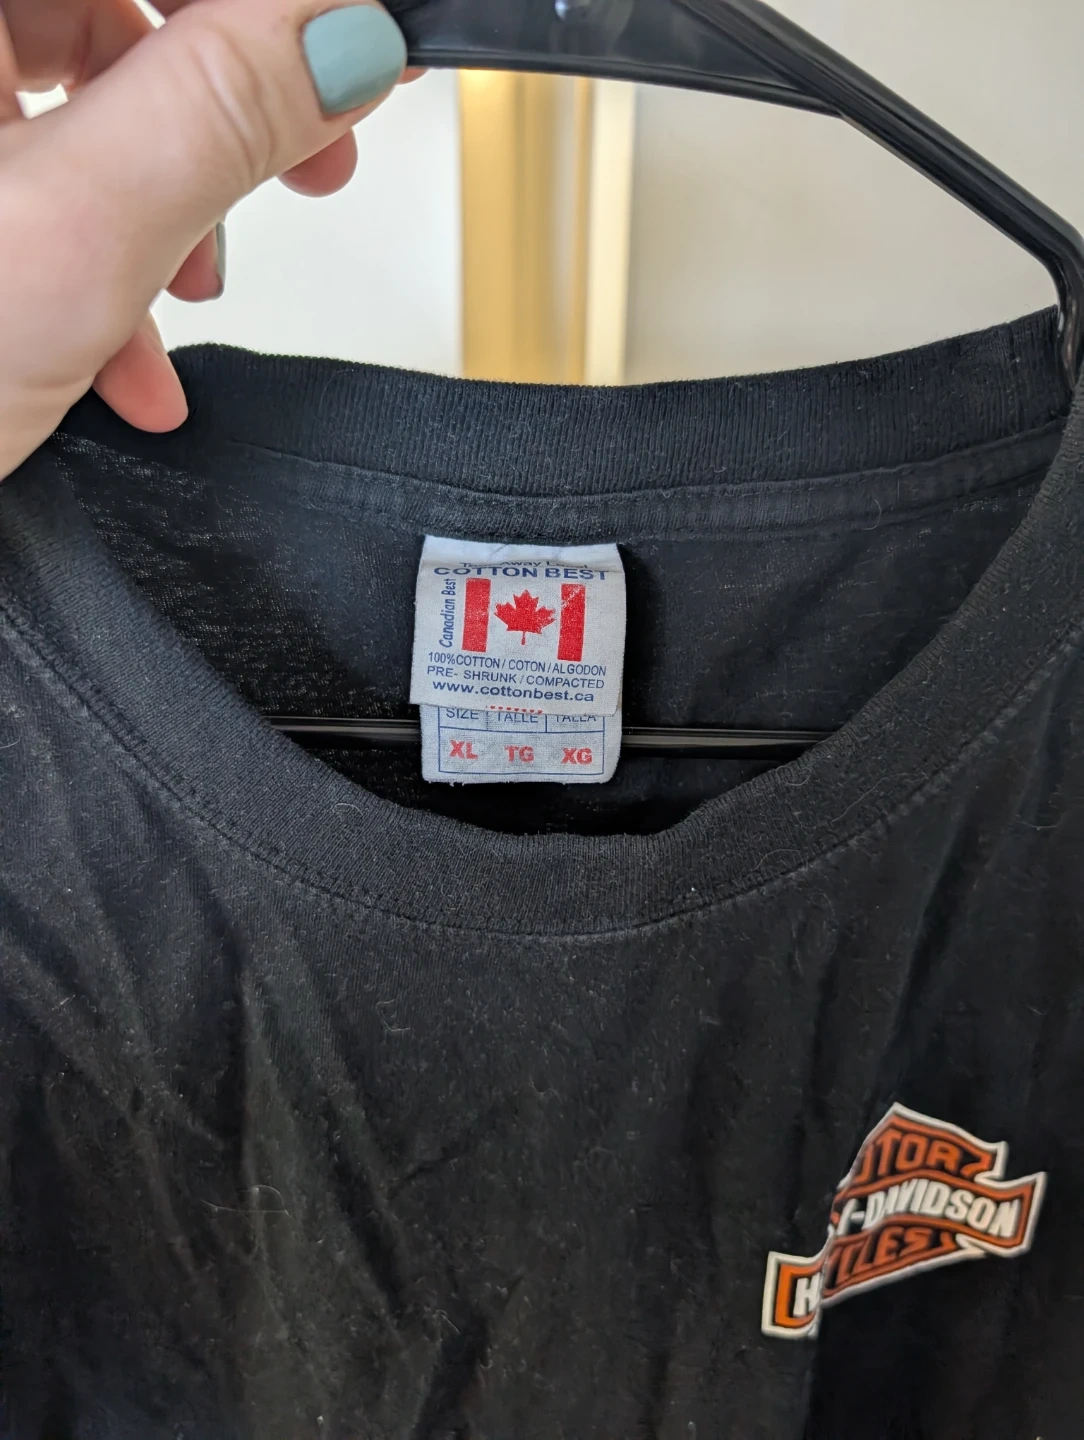 COTTON BEST
Canadian Best
100%COTTON / COTON / ALGODON
PRE- SHRUNK / COMPACTED
www.cottonbest.ca
SIZE TALLE TALLA
XL TG XG
-DAVIDSON